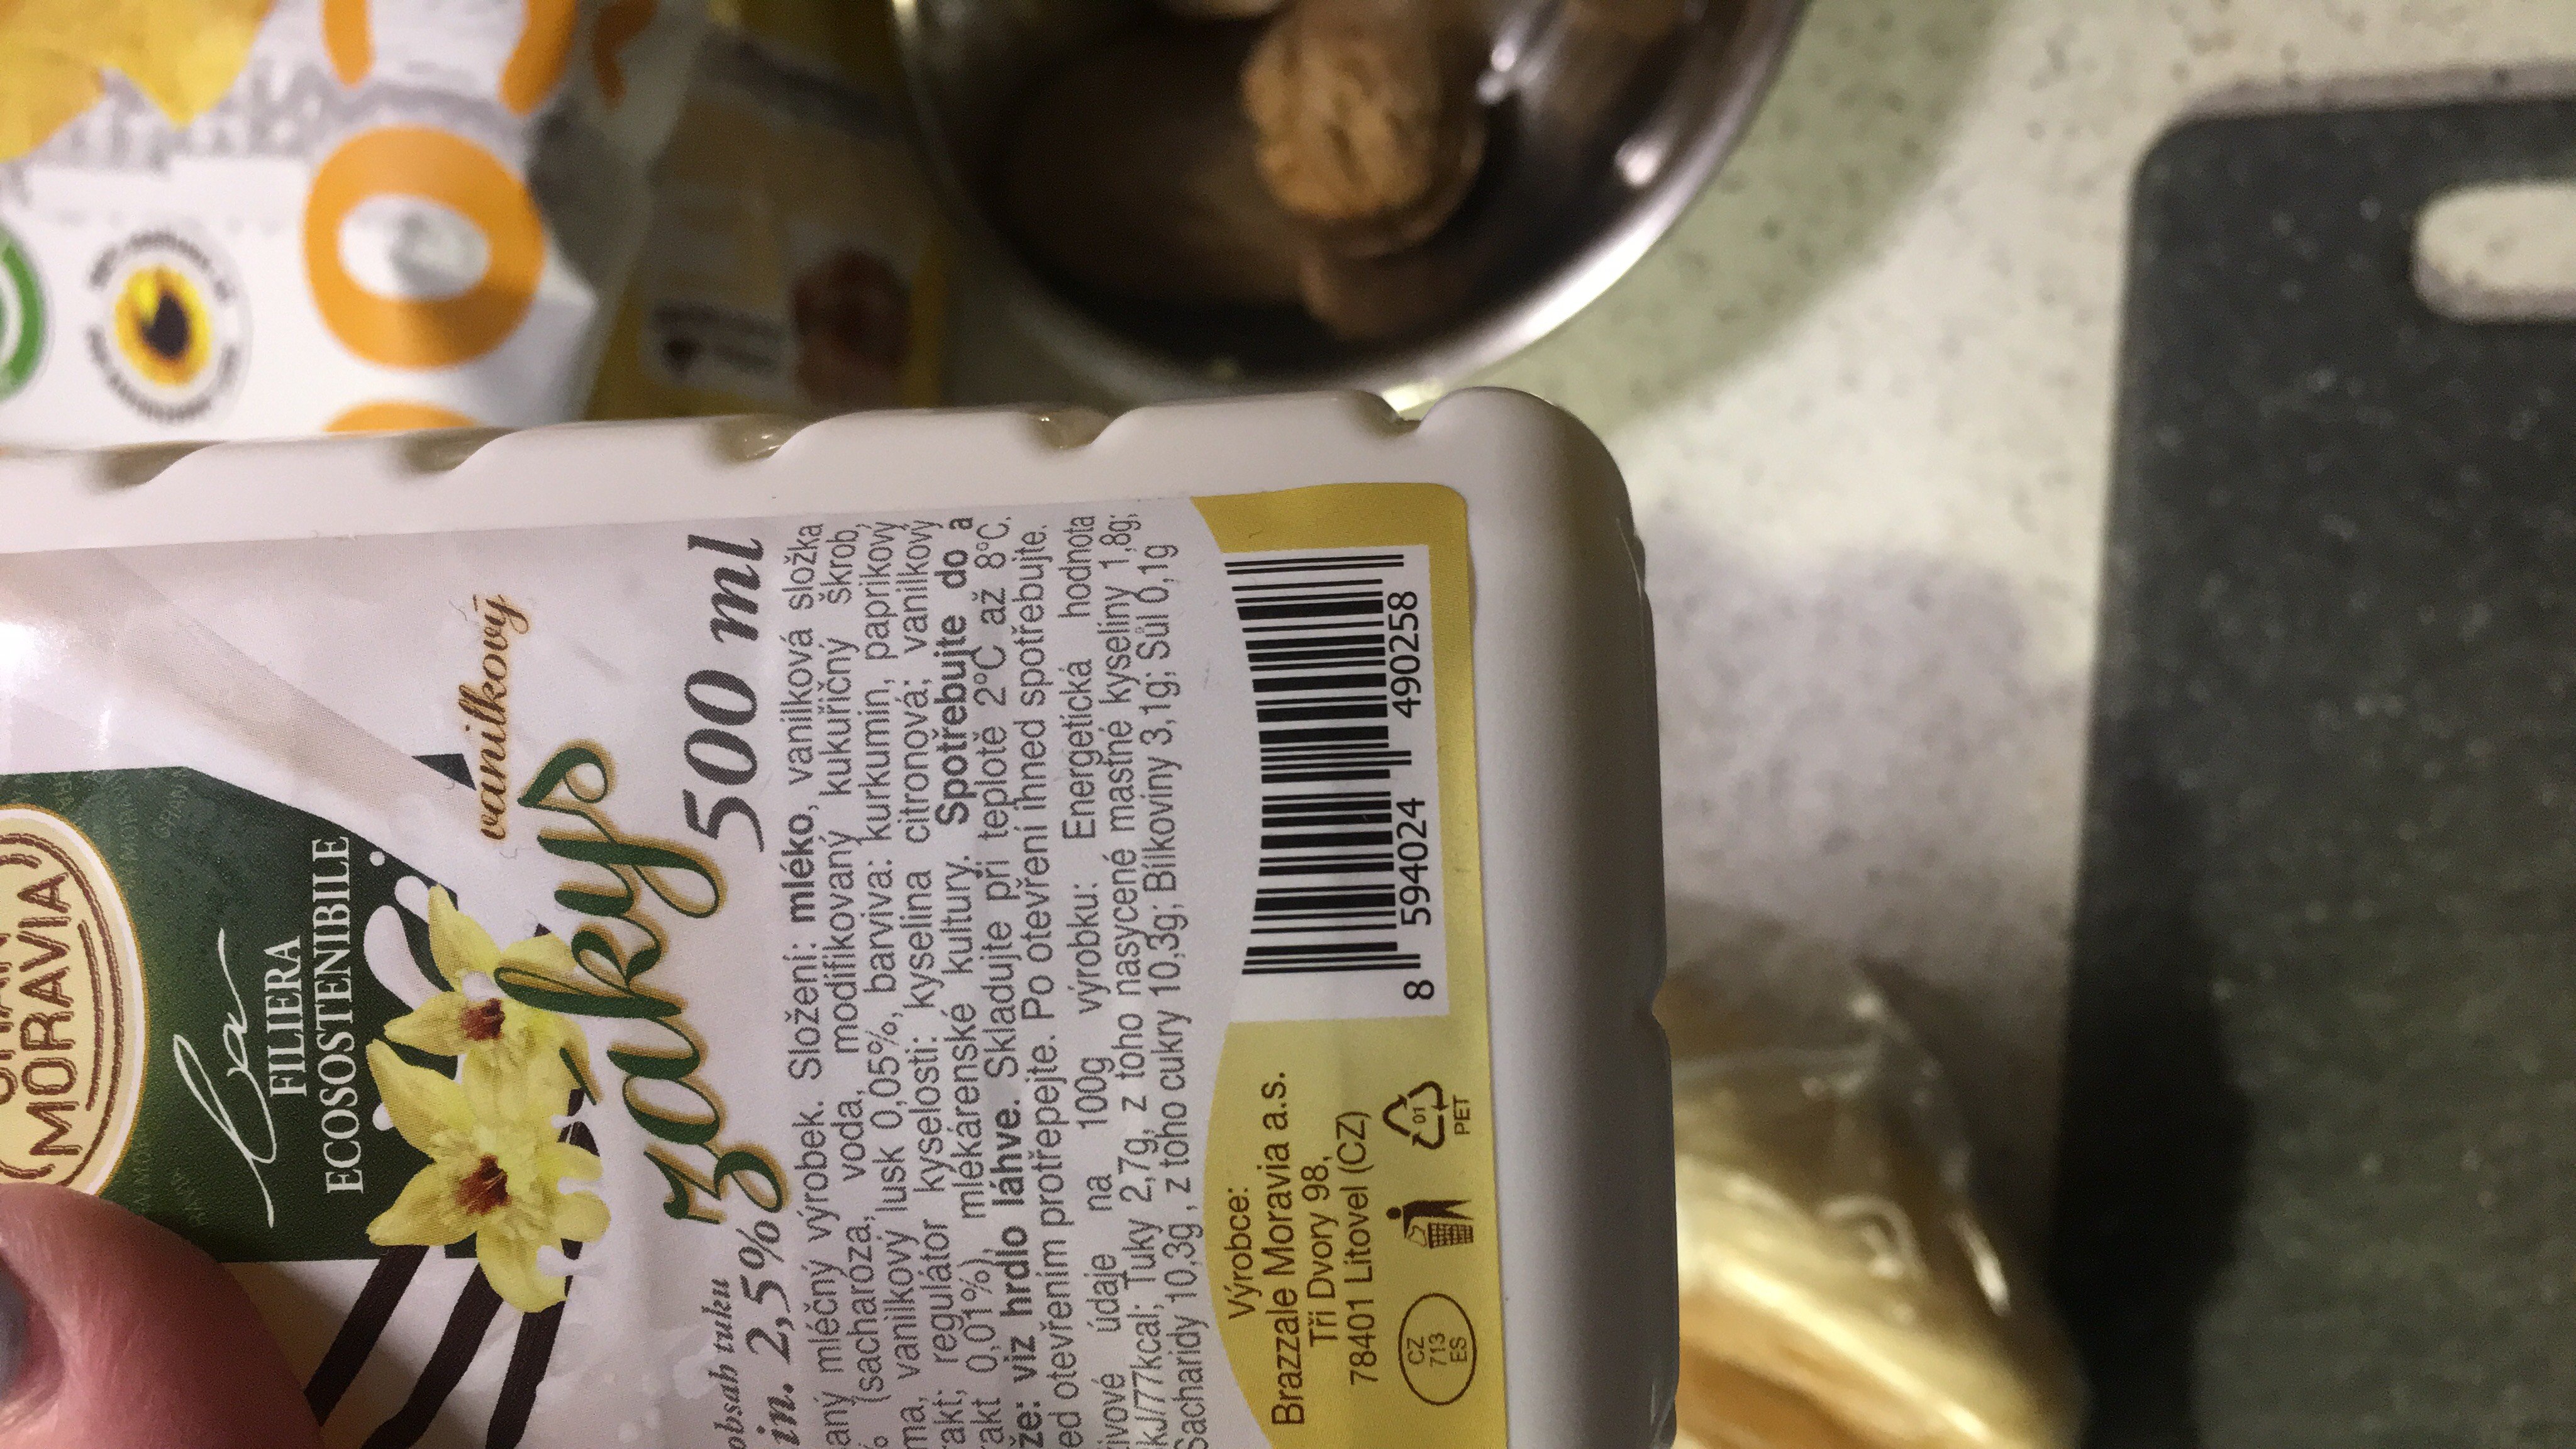 MORAVIA
la
FILIERA
ECOSOSTENIBILE
vanilkový
zakys
obsah tuku
2,5%
500 ml
mléčný výrobek. Složení: mléko, vanilková složka
(sacharóza, voda, modifikovaný kukuřičný škrob,
vanilkový lusk 0,05%, barviva: kurkumin, paprikový
regulátor kyselosti: kyselina citronová; vanilkový
0,01%), mlékárenské kultury. Spotřebujte do a
viz hrdlo láhve. Skladujte při teplotě 2°C až 8°C.
otevřením protřepejte. Po otevření ihned spotřebujte.
údaje na 100g výrobku: Energetická hodnota
kJ/77kcal; Tuky 2,7g, z toho nasycené mastné kyseliny 1,8g;
Sacharidy 10,3g, z toho cukry 10,3g; Bílkoviny 3,1g; Sůl 0,1g
Výrobce:
Brazzale Moravia a.s.
Tři Dvory 98,
78401 Litovel (CZ)
CZ
713
ES
01
PET
8 594024 490258